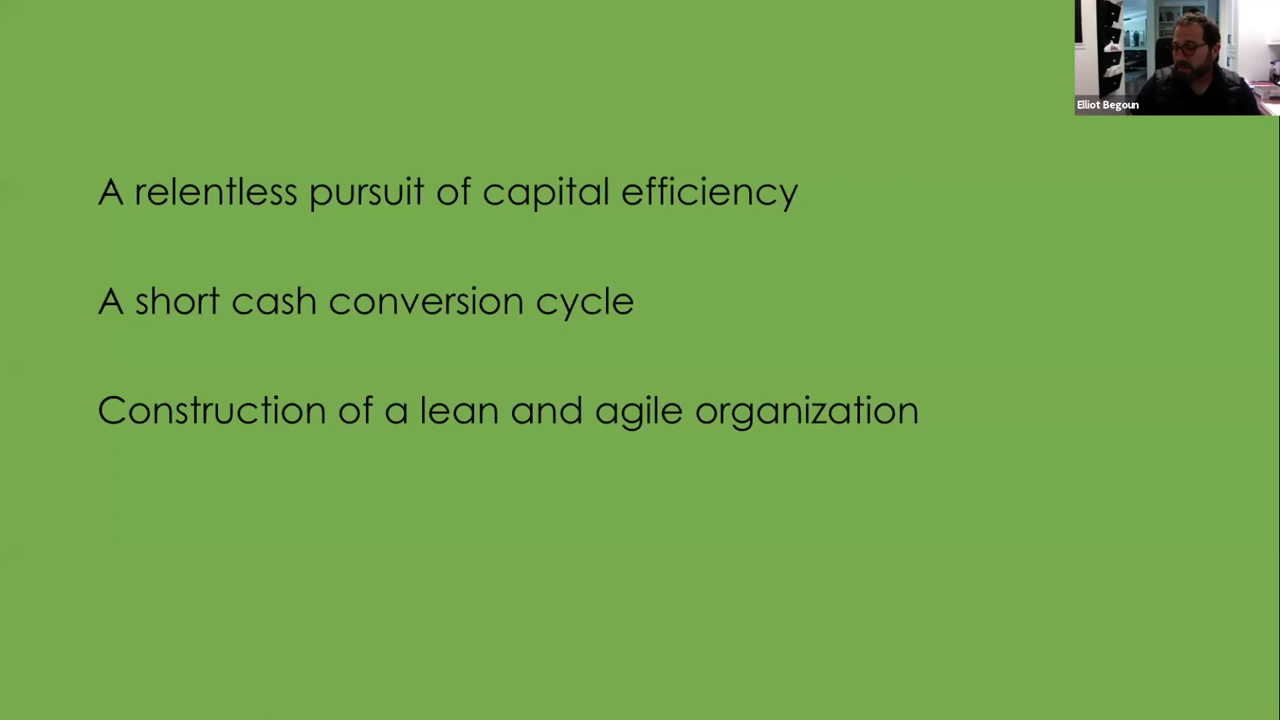 Elliot Begoun
A relentless pursuit of capital efficiency
A short cash conversion cycle
Construction of a lean and agile organization